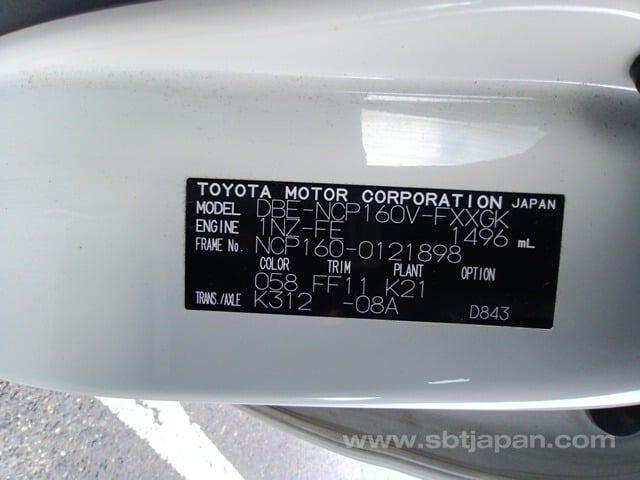 TOYOTA MOTOR CORPORATION JAPAN
MODEL DBE-NCP160V-FXXGK
ENGINE 1NZ-FE 1496 mL
FRAME No. NCP160-0121898
COLOR TRIM PLANT OPTION
058 FF11 K21
TRANS./AXLE K312 -08A D843
www.sbtjapan.com